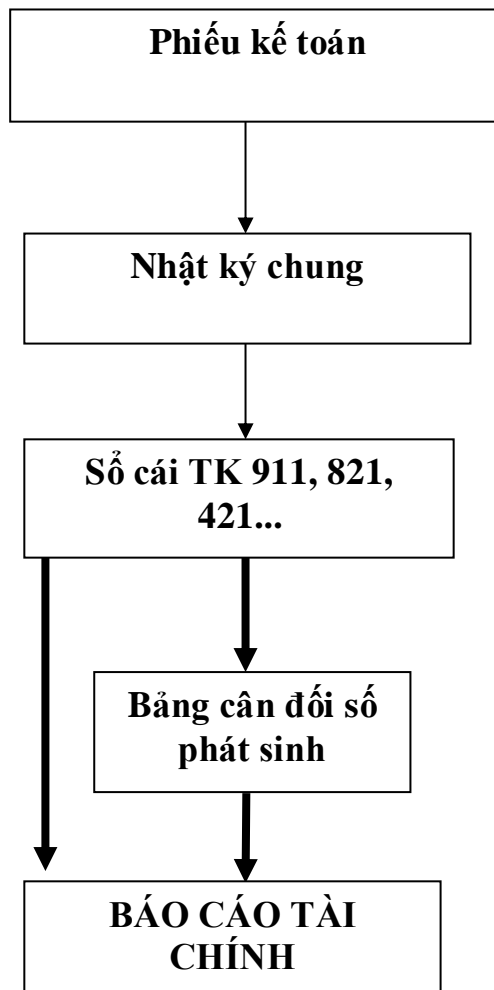 Phiếu kế toán
Nhật ký chung
Sổ cái TK 911, 821,
421...
Bảng cân đối số
phát sinh
BÁO CÁO TÀI
CHÍNH